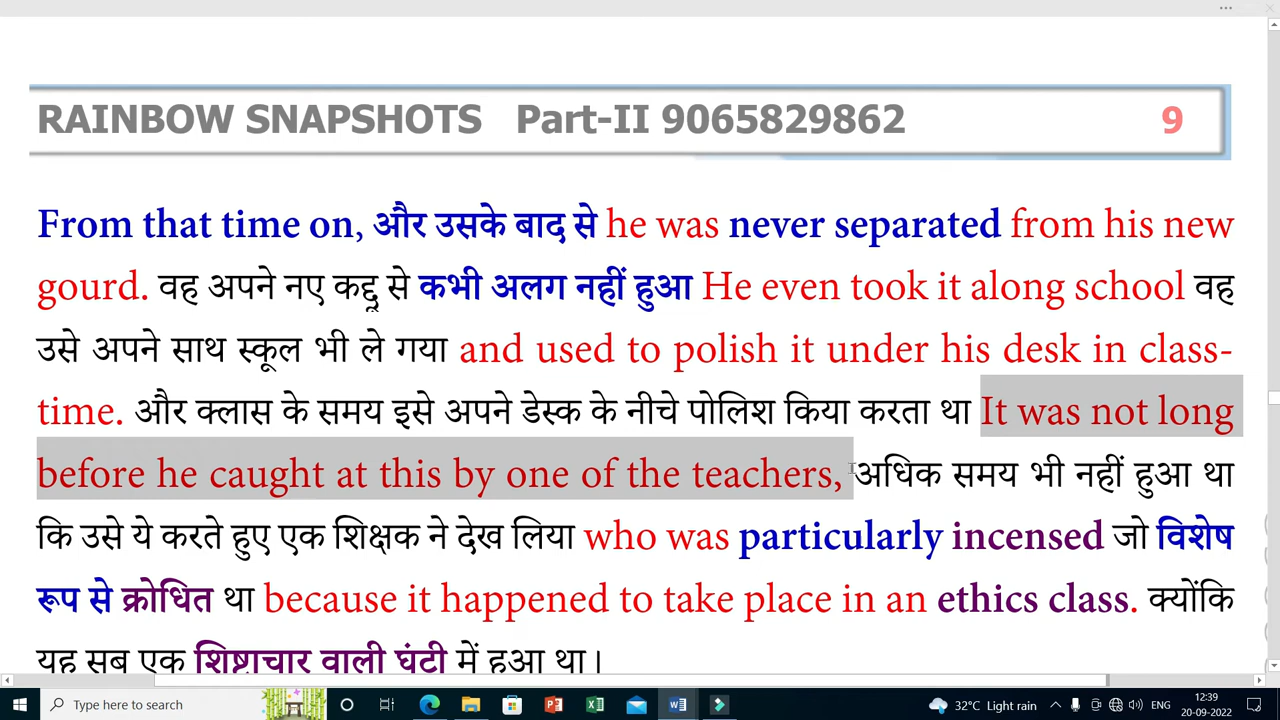 RAINBOW SNAPSHOTS Part-II 9065829862 9
From that time on, और उसके बाद से he was never separated from his new
gourd. वह अपने नए कद्दू से कभी अलग नहीं हुआ He even took it along school वह
उसे अपने साथ स्कूल भी ले गया and used to polish it under his desk in class-
time. और क्लास के समय इसे अपने डेस्क के नीचे पोलिश किया करता था It was not long
before he caught at this by one of the teachers, अधिक समय भी नहीं हुआ था
कि उसे ये करते हुए एक शिक्षक ने देख लिया who was particularly incensed जो विशेष
रूप से क्रोधित था because it happened to take place in an ethics class. क्योंकि
यह सब एक शिष्टाचार वाली घंटी में हुआ था।
Type here to search
32°C Light rain
ENG
12:39
20-09-2022